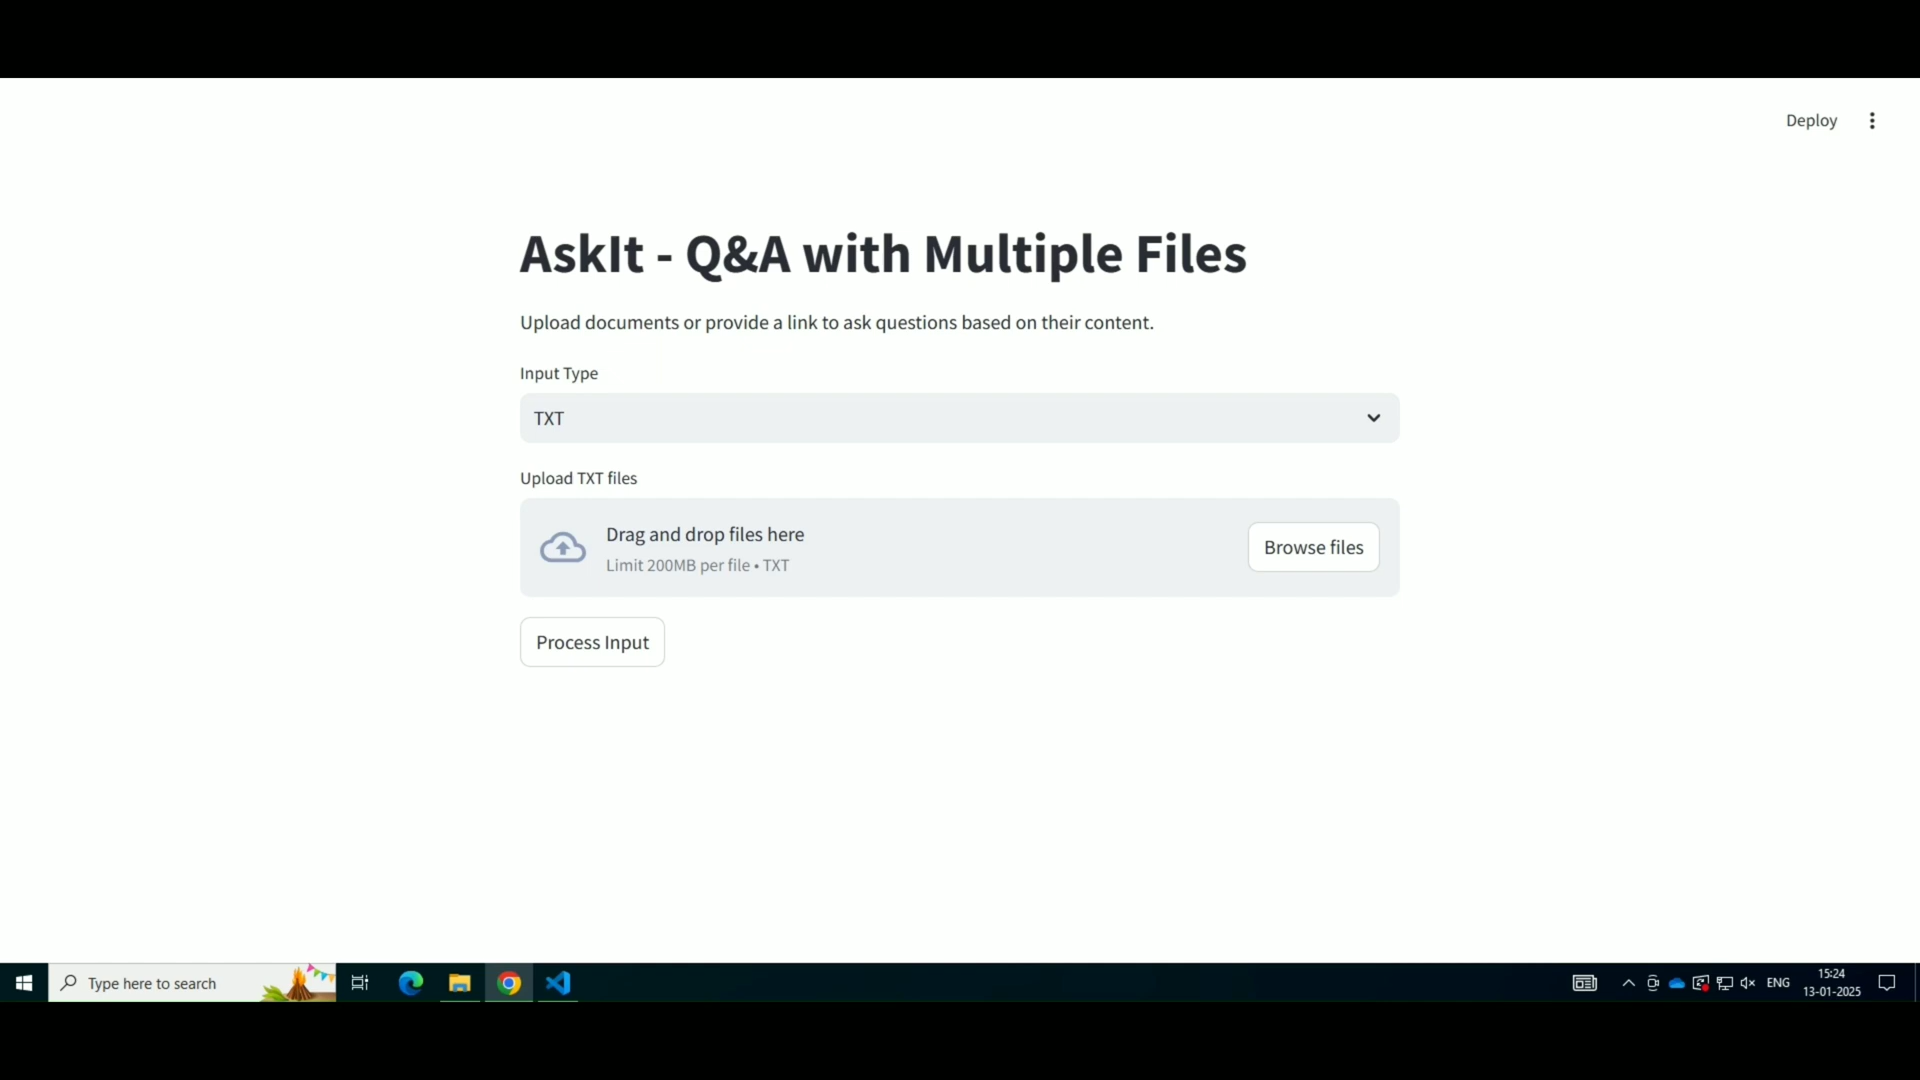 Deploy
AskIt - Q&A with Multiple Files
Upload documents or provide a link to ask questions based on their content.
Input Type
TXT
Upload TXT files
Drag and drop files here
Limit 200MB per file • TXT
Browse files
Process Input
Type here to search
ENG
15:24
13-01-2025